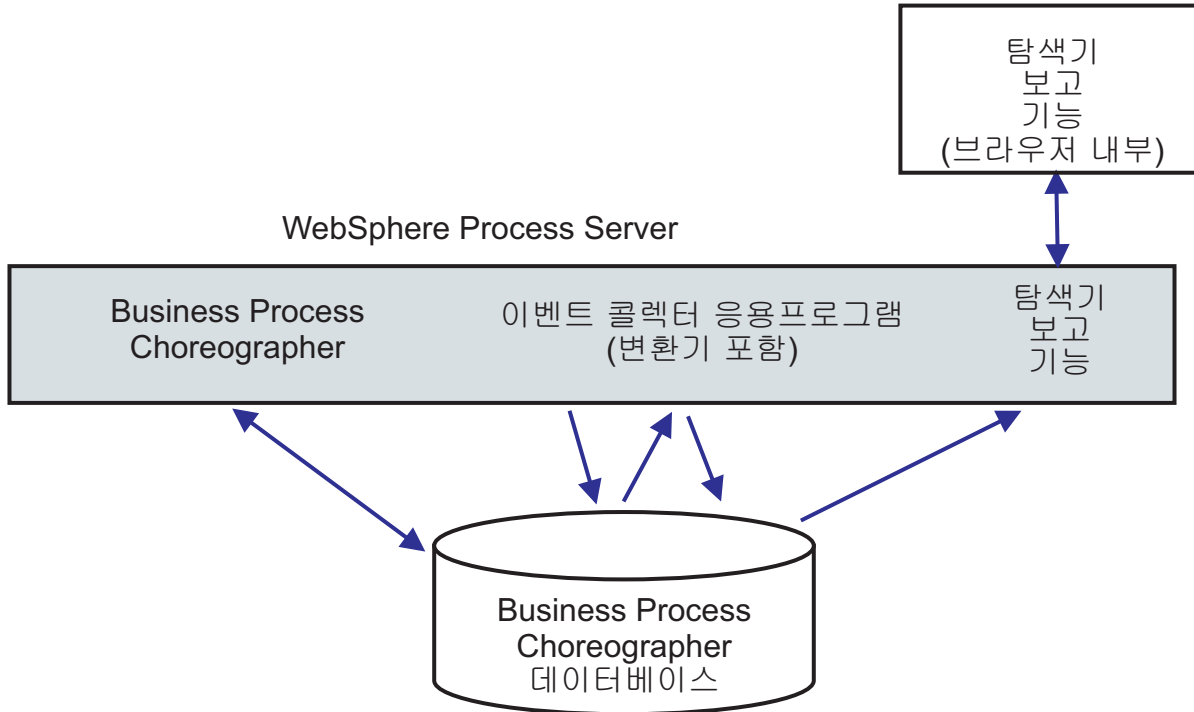 탐색기
보고
기능
(브라우저 내부)
WebSphere Process Server
Business Process
Choreographer
이벤트 콜렉터 응용프로그램
(변환기 포함)
탐색기
보고
기능
Business Process
Choreographer
데이터베이스